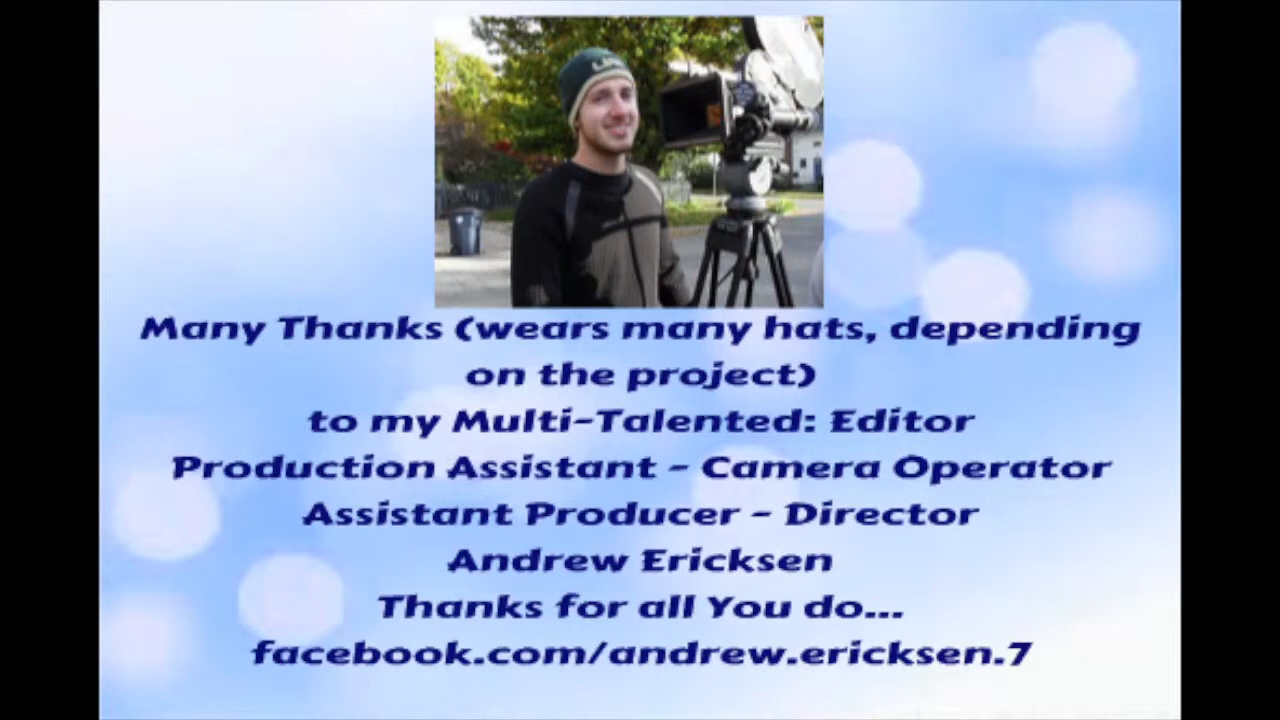 Many Thanks (wears many hats, depending
on the project)
to my Multi-Talented: Editor
Production Assistant - Camera Operator
Assistant Producer - Director
Andrew Ericksen
Thanks for all You do...
facebook.com/andrew.ericksen.7